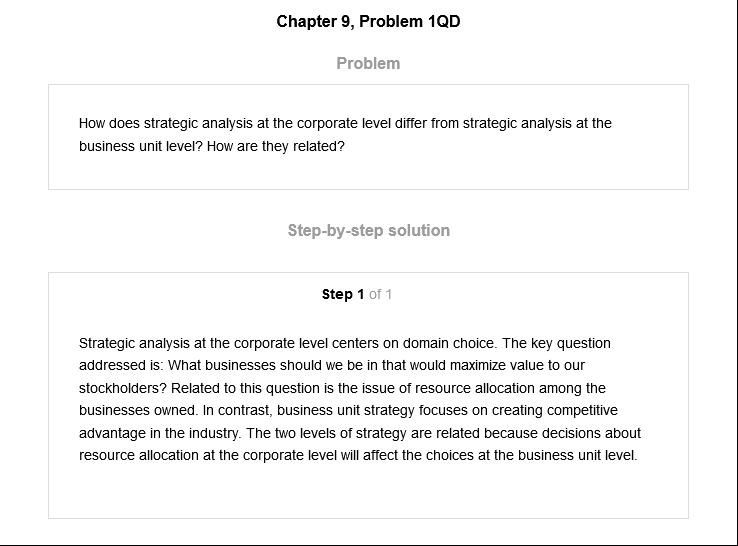 Chapter 9, Problem 1QD
Problem
How does strategic analysis at the corporate level differ from strategic analysis at the
business unit level? How are they related?
Step-by-step solution
Step 1 of 1
Strategic analysis at the corporate level centers on domain choice. The key question
addressed is: What businesses should we be in that would maximize value to our
stockholders? Related to this question is the issue of resource allocation among the
businesses owned. In contrast, business unit strategy focuses on creating competitive
advantage in the industry. The two levels of strategy are related because decisions about
resource allocation at the corporate level will affect the choices at the business unit level.